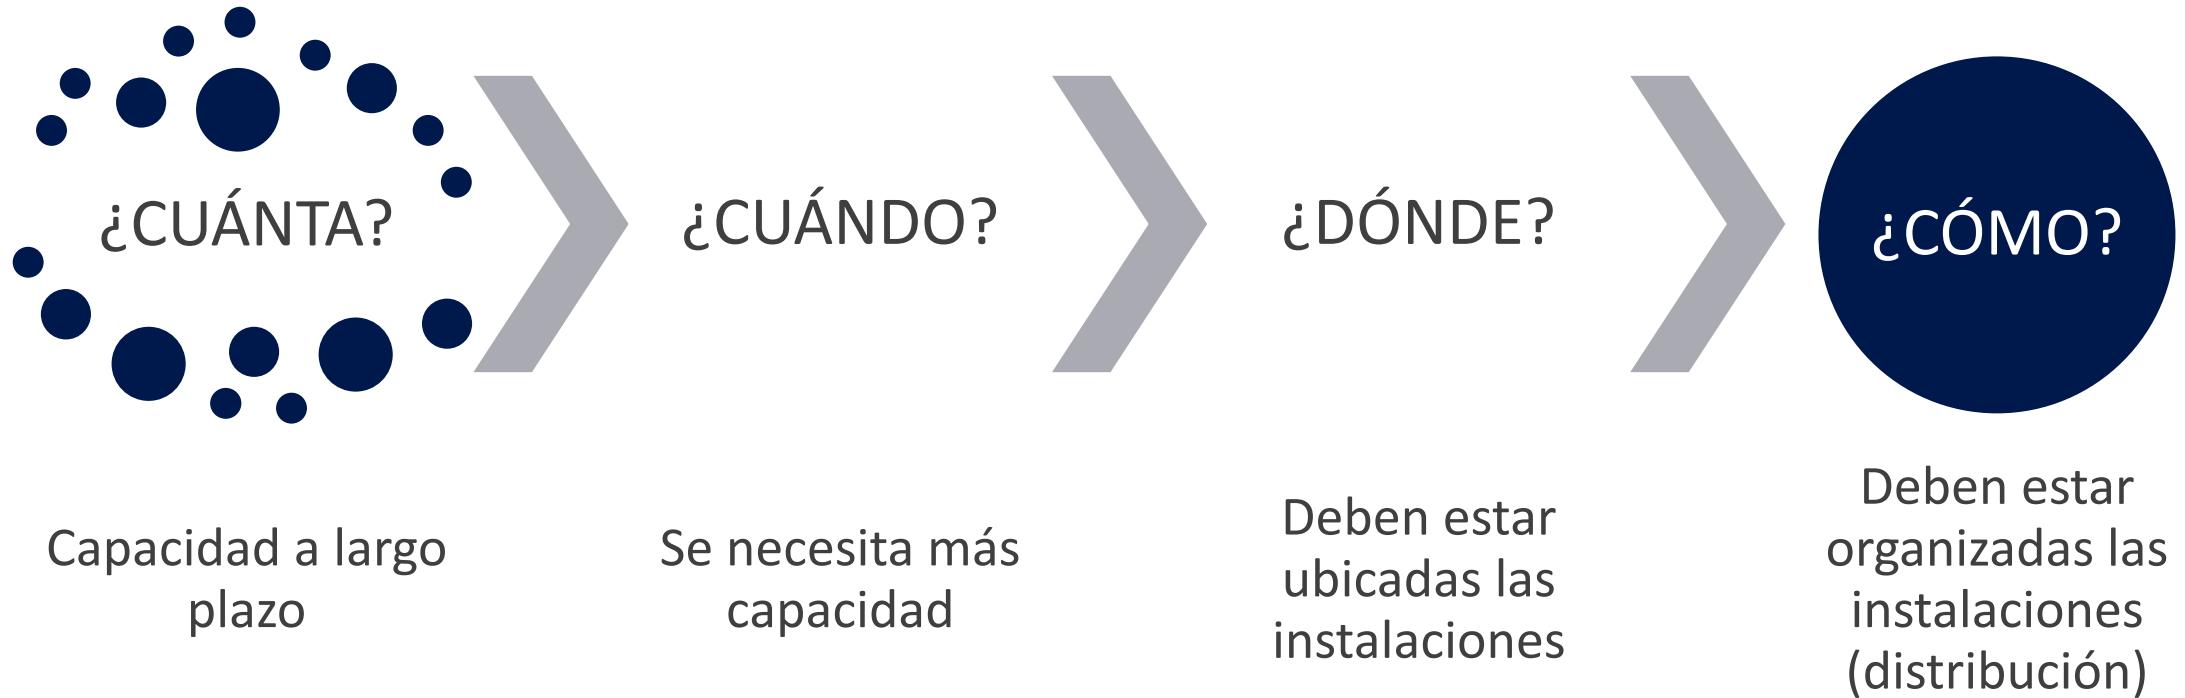 ¿CUÁNTA?
Capacidad a largo
plazo
¿CUÁNDO?
Se necesita más
capacidad
¿DÓNDE?
Deben estar
ubicadas las
instalaciones
¿CÓMO?
Deben estar
organizadas las
instalaciones
(distribución)